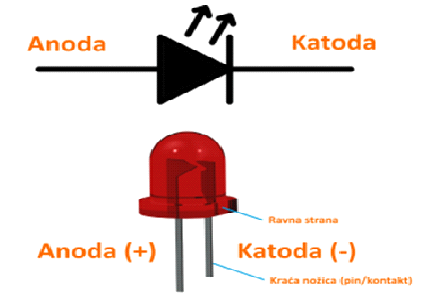 Anoda
Katoda
Ravna strana
Anoda (+)
Katoda (-)
Kraća nožica (pin/kontakt)